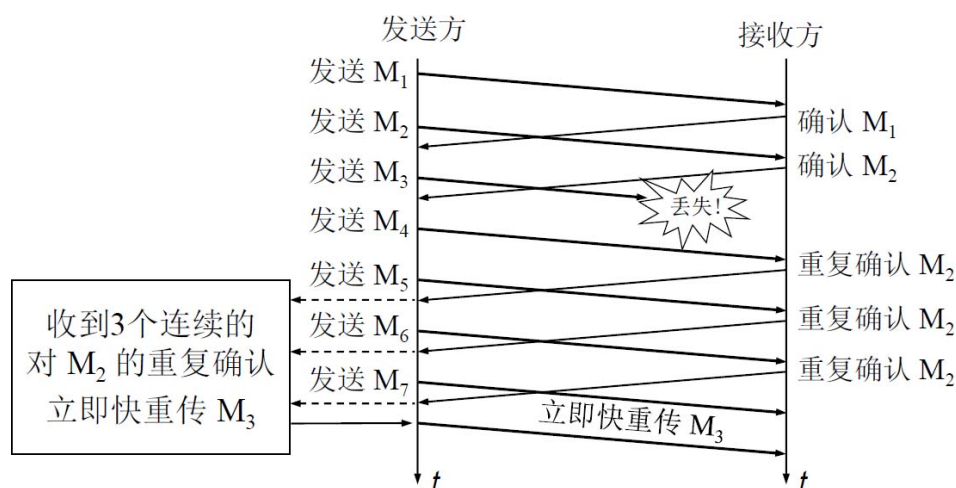 发送方
接收方
发送 M₁
确认 M₁
发送 M₂
确认 M₂
发送 M₃
丢失!
发送 M₄
重复确认 M₂
发送 M₅
重复确认 M₂
发送 M₆
重复确认 M₂
发送 M₇
收到3个连续的
对 M₂ 的重复确认
立即快重传 M₃
立即快重传 M₃
t
t